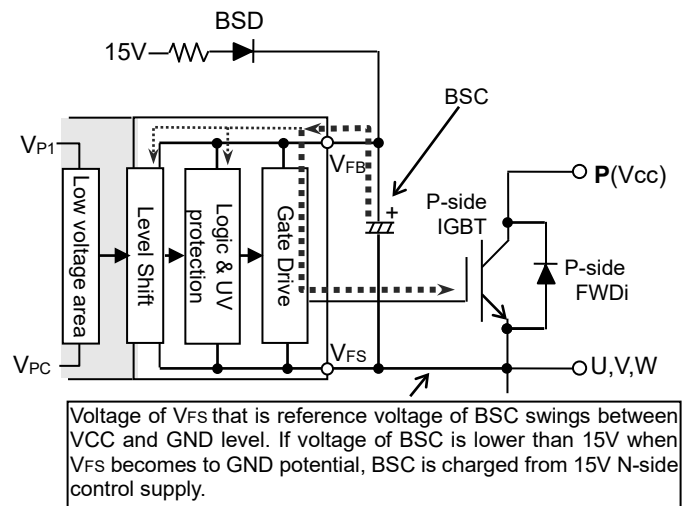 BSD
15V
BSC
VP1
VFB
P(Vcc)
P-side
IGBT
Low voltage
area
Level Shift
Logic & UV
protection
Gate Drive
+
P-side
FWDi
VPC
VFS
U,V,W
Voltage of VFS that is reference voltage of BSC swings between
VCC and GND level. If voltage of BSC is lower than 15V when
VFS becomes to GND potential, BSC is charged from 15V N-side
control supply.